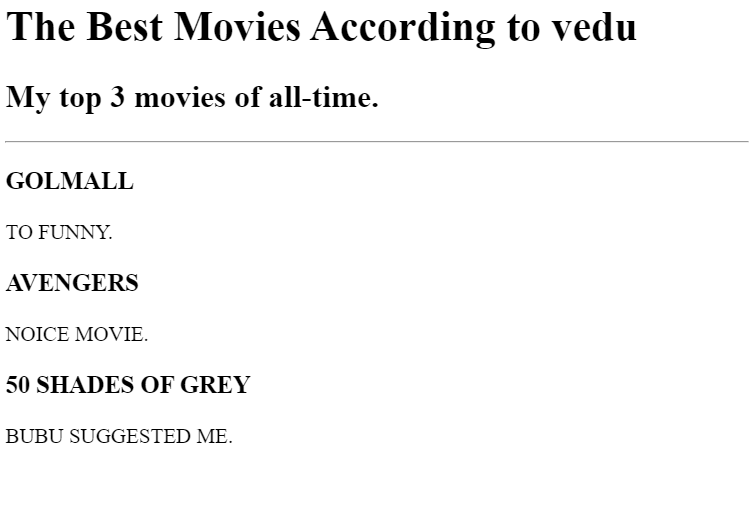 The Best Movies According to vedu
My top 3 movies of all-time.
GOLMALL
TO FUNNY.
AVENGERS
NOICE MOVIE.
50 SHADES OF GREY
BUBU SUGGESTED ME.